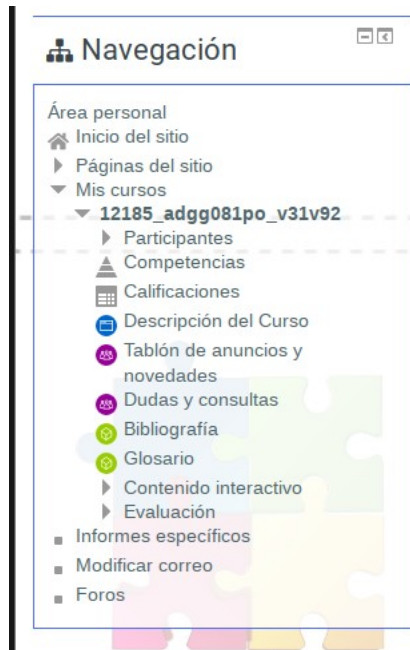 Navegación
Área personal
Inicio del sitio
Páginas del sitio
Mis cursos
12185_adgg081po_v31v92
Participantes
Competencias
Calificaciones
Descripción del Curso
Tablón de anuncios y
novedades
Dudas y consultas
Bibliografía
Glosario
Contenido interactivo
Evaluación
Informes específicos
Modificar correo
Foros